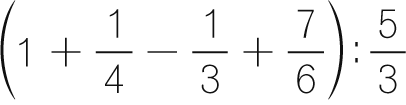 (1 + 1/4 − 1/3 + 7/6) : 5/3